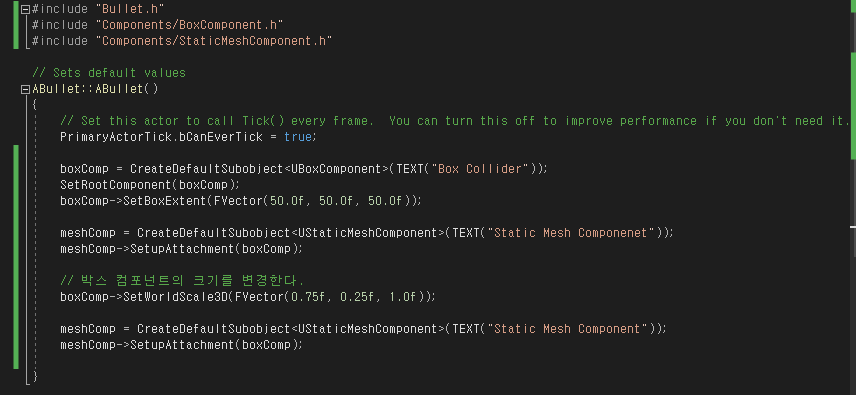 #include "Bullet.h"
#include "Components/BoxComponent.h"
#include "Components/StaticMeshComponent.h"
// Sets default values
ABullet::ABullet()
{
// Set this actor to call Tick() every frame.  You can turn this off to improve performance if you don't need it.
PrimaryActorTick.bCanEverTick = true;
boxComp = CreateDefaultSubobject<UBoxComponent>(TEXT("Box Collider"));
SetRootComponent(boxComp);
boxComp->SetBoxExtent(FVector(50.0f, 50.0f, 50.0f));
meshComp = CreateDefaultSubobject<UStaticMeshComponent>(TEXT("Static Mesh Componenet"));
meshComp->SetupAttachment(boxComp);
// 박스 컴포넌트의 크기를 변경한다.
boxComp->SetWorldScale3D(FVector(0.75f, 0.25f, 1.0f));
meshComp = CreateDefaultSubobject<UStaticMeshComponent>(TEXT("Static Mesh Component"));
meshComp->SetupAttachment(boxComp);
}